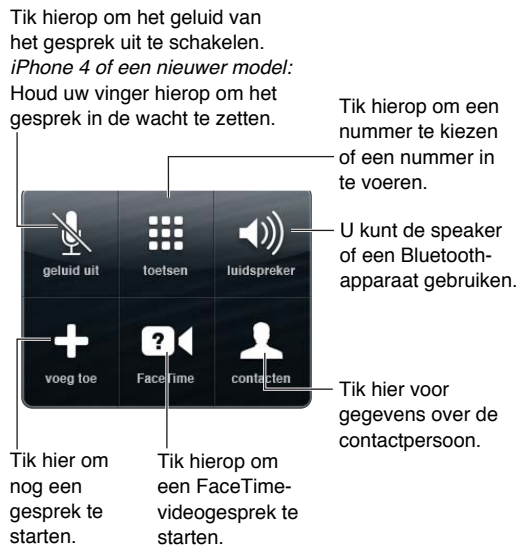 Tik hierop om het geluid van
het gesprek uit te schakelen.
iPhone 4 of een nieuwer model:
Houd uw vinger hierop om het
gesprek in de wacht te zetten.
Tik hierop om een
nummer te kiezen
of een nummer in
te voeren.
U kunt de speaker
of een Bluetooth-
apparaat gebruiken.
geluid uit
toetsen
luidspreker
voeg toe
FaceTime
contacten
Tik hier voor
gegevens over de
contactpersoon.
Tik hier om
nog een
gesprek te
starten.
Tik hierop om
een FaceTime-
videogesprek te
starten.